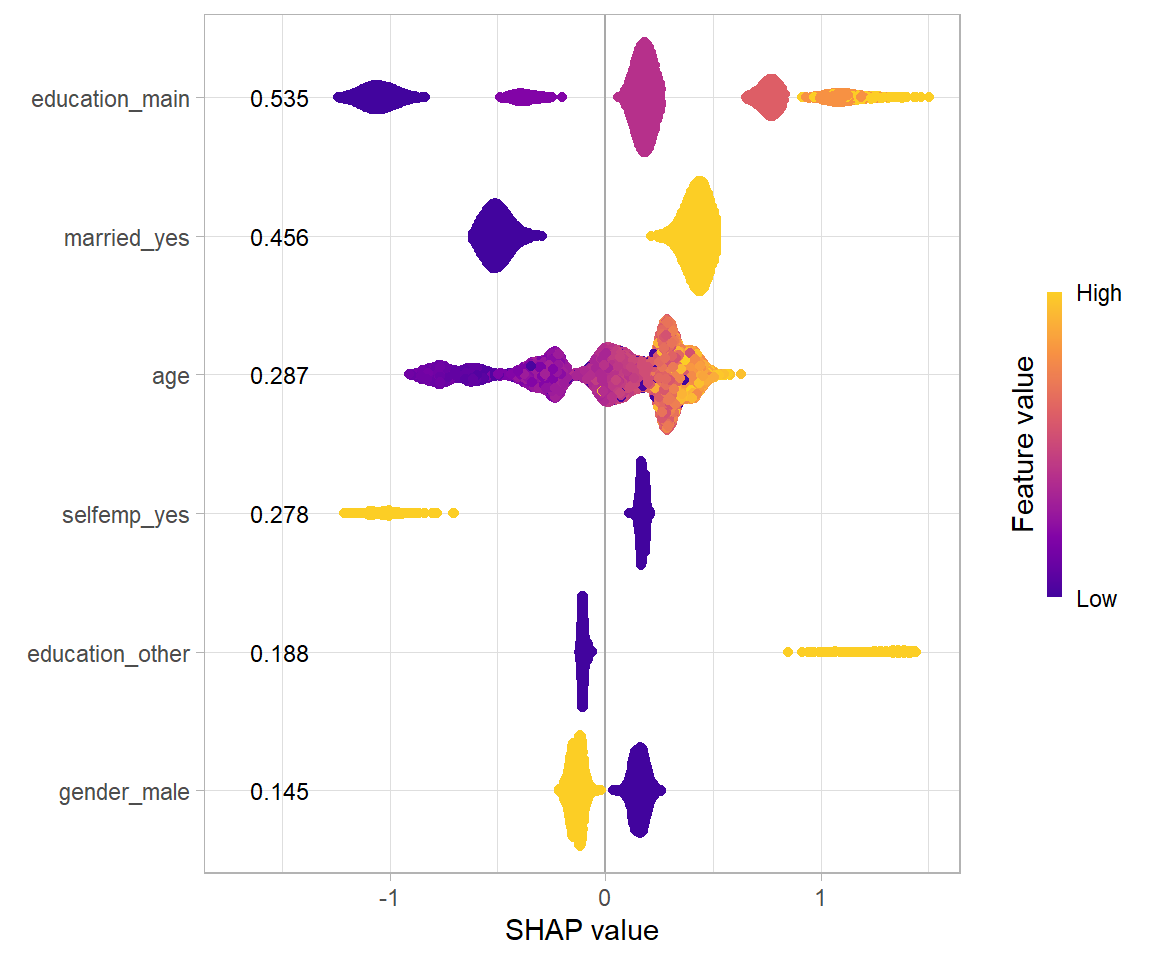 education_main 0.535
married_yes 0.456
age 0.287
selfemp_yes 0.278
education_other 0.188
gender_male 0.145
-1 0 1
SHAP value
High
Feature value
Low